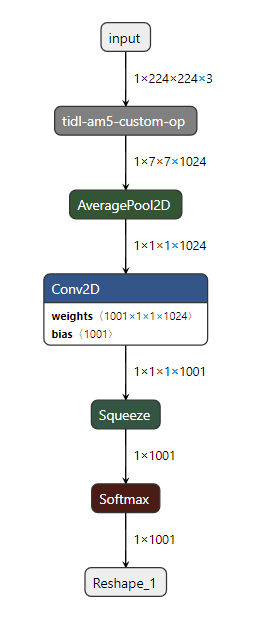 input
1×224×224×3
tidl-am5-custom-op
1×7×7×1024
AveragePool2D
1×1×1×1024
Conv2D
weights ⟨1001×1×1×1024⟩
bias ⟨1001⟩
1×1×1×1001
Squeeze
1×1001
Softmax
1×1001
Reshape_1